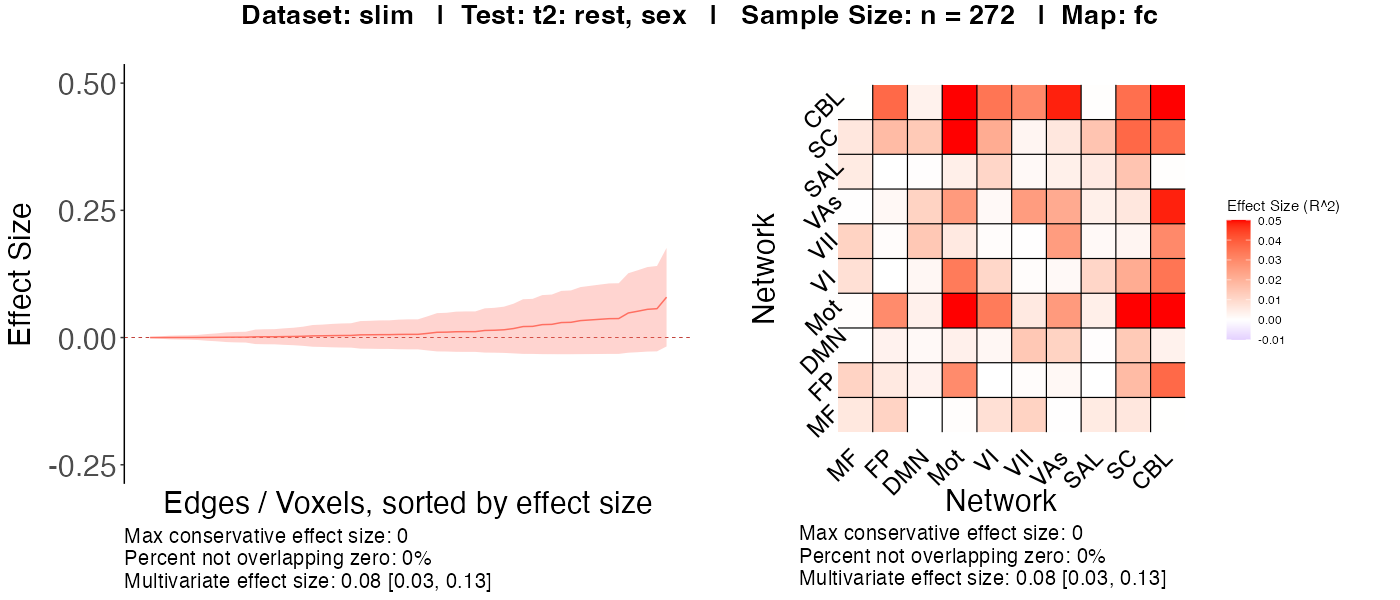 Dataset: slim | Test: t2: rest, sex | Sample Size: n = 272 | Map: fc
0.50
0.25
0.00
-0.25
Effect Size
Edges / Voxels, sorted by effect size
Max conservative effect size: 0
Percent not overlapping zero: 0%
Multivariate effect size: 0.08 [0.03, 0.13]
Network
CBL
SC
SAL
VAs
VII
VI
Mot
DMN
FP
MF
MF FP DMN Mot VI VII VAs SAL SC CBL
Network
Max conservative effect size: 0
Percent not overlapping zero: 0%
Multivariate effect size: 0.08 [0.03, 0.13]
Effect Size (R^2)
0.05
0.04
0.03
0.02
0.01
0.00
-0.01